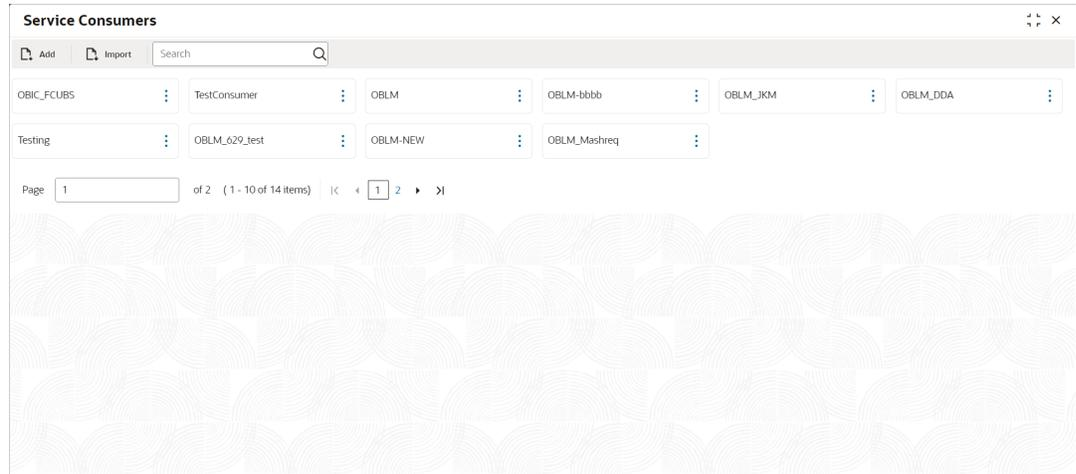 Service Consumers
Add Import Search
OBIC_FCUBS TestConsumer OBLM OBLM-bbbb OBLM_JKM OBLM_DDA
Testing OBLM_629_test OBLM-NEW OBLM_Mashreq
Page 1 of 2 ( 1 - 10 of 14 items) 1 2